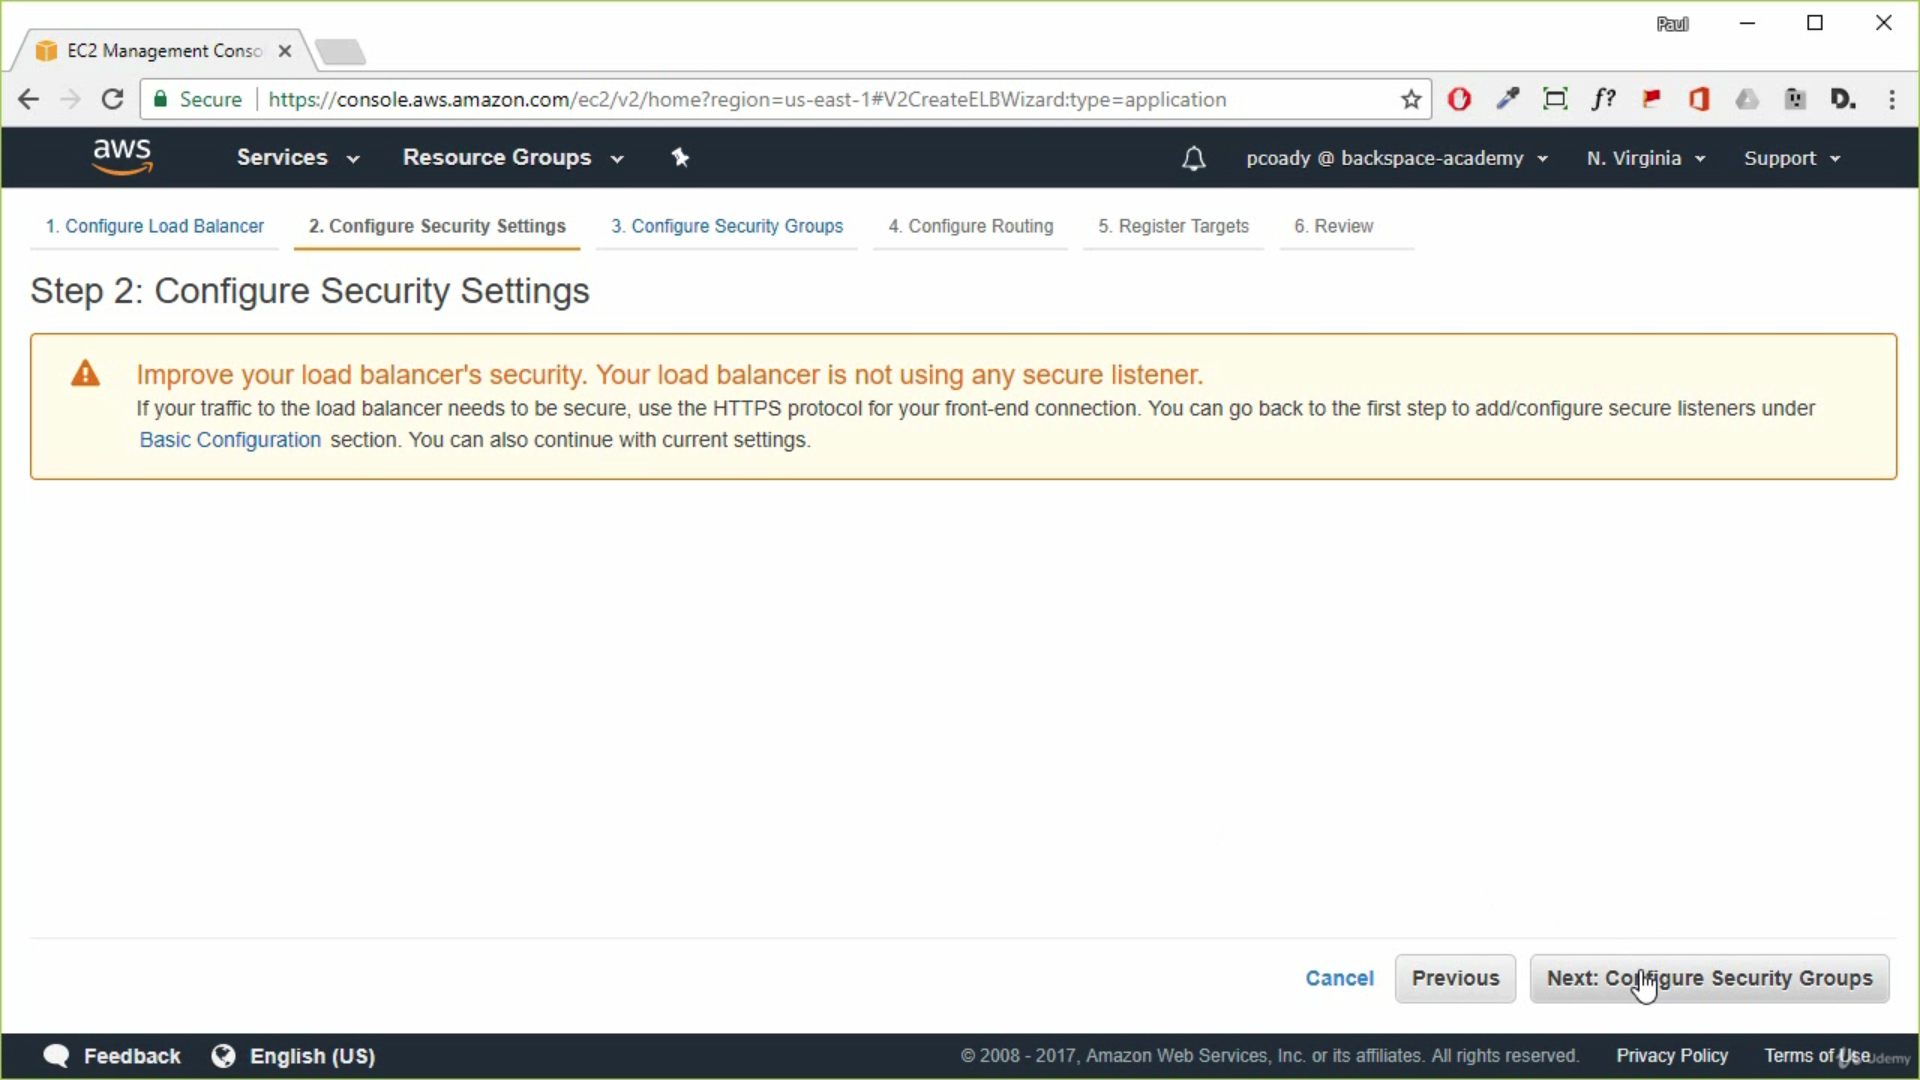 Paul
EC2 Management Conso
Secure https://console.aws.amazon.com/ec2/v2/home?region=us-east-1#V2CreateELBWizard:type=application
f?
D.
aws Services Resource Groups pcoady @ backspace-academy N. Virginia Support
1. Configure Load Balancer 2. Configure Security Settings 3. Configure Security Groups 4. Configure Routing 5. Register Targets 6. Review
Step 2: Configure Security Settings
Improve your load balancer's security. Your load balancer is not using any secure listener.
If your traffic to the load balancer needs to be secure, use the HTTPS protocol for your front-end connection. You can go back to the first step to add/configure secure listeners under
Basic Configuration section. You can also continue with current settings.
Cancel Previous Next: Configure Security Groups
Feedback English (US) © 2008 - 2017, Amazon Web Services, Inc. or its affiliates. All rights reserved. Privacy Policy Terms of Use
Udemy